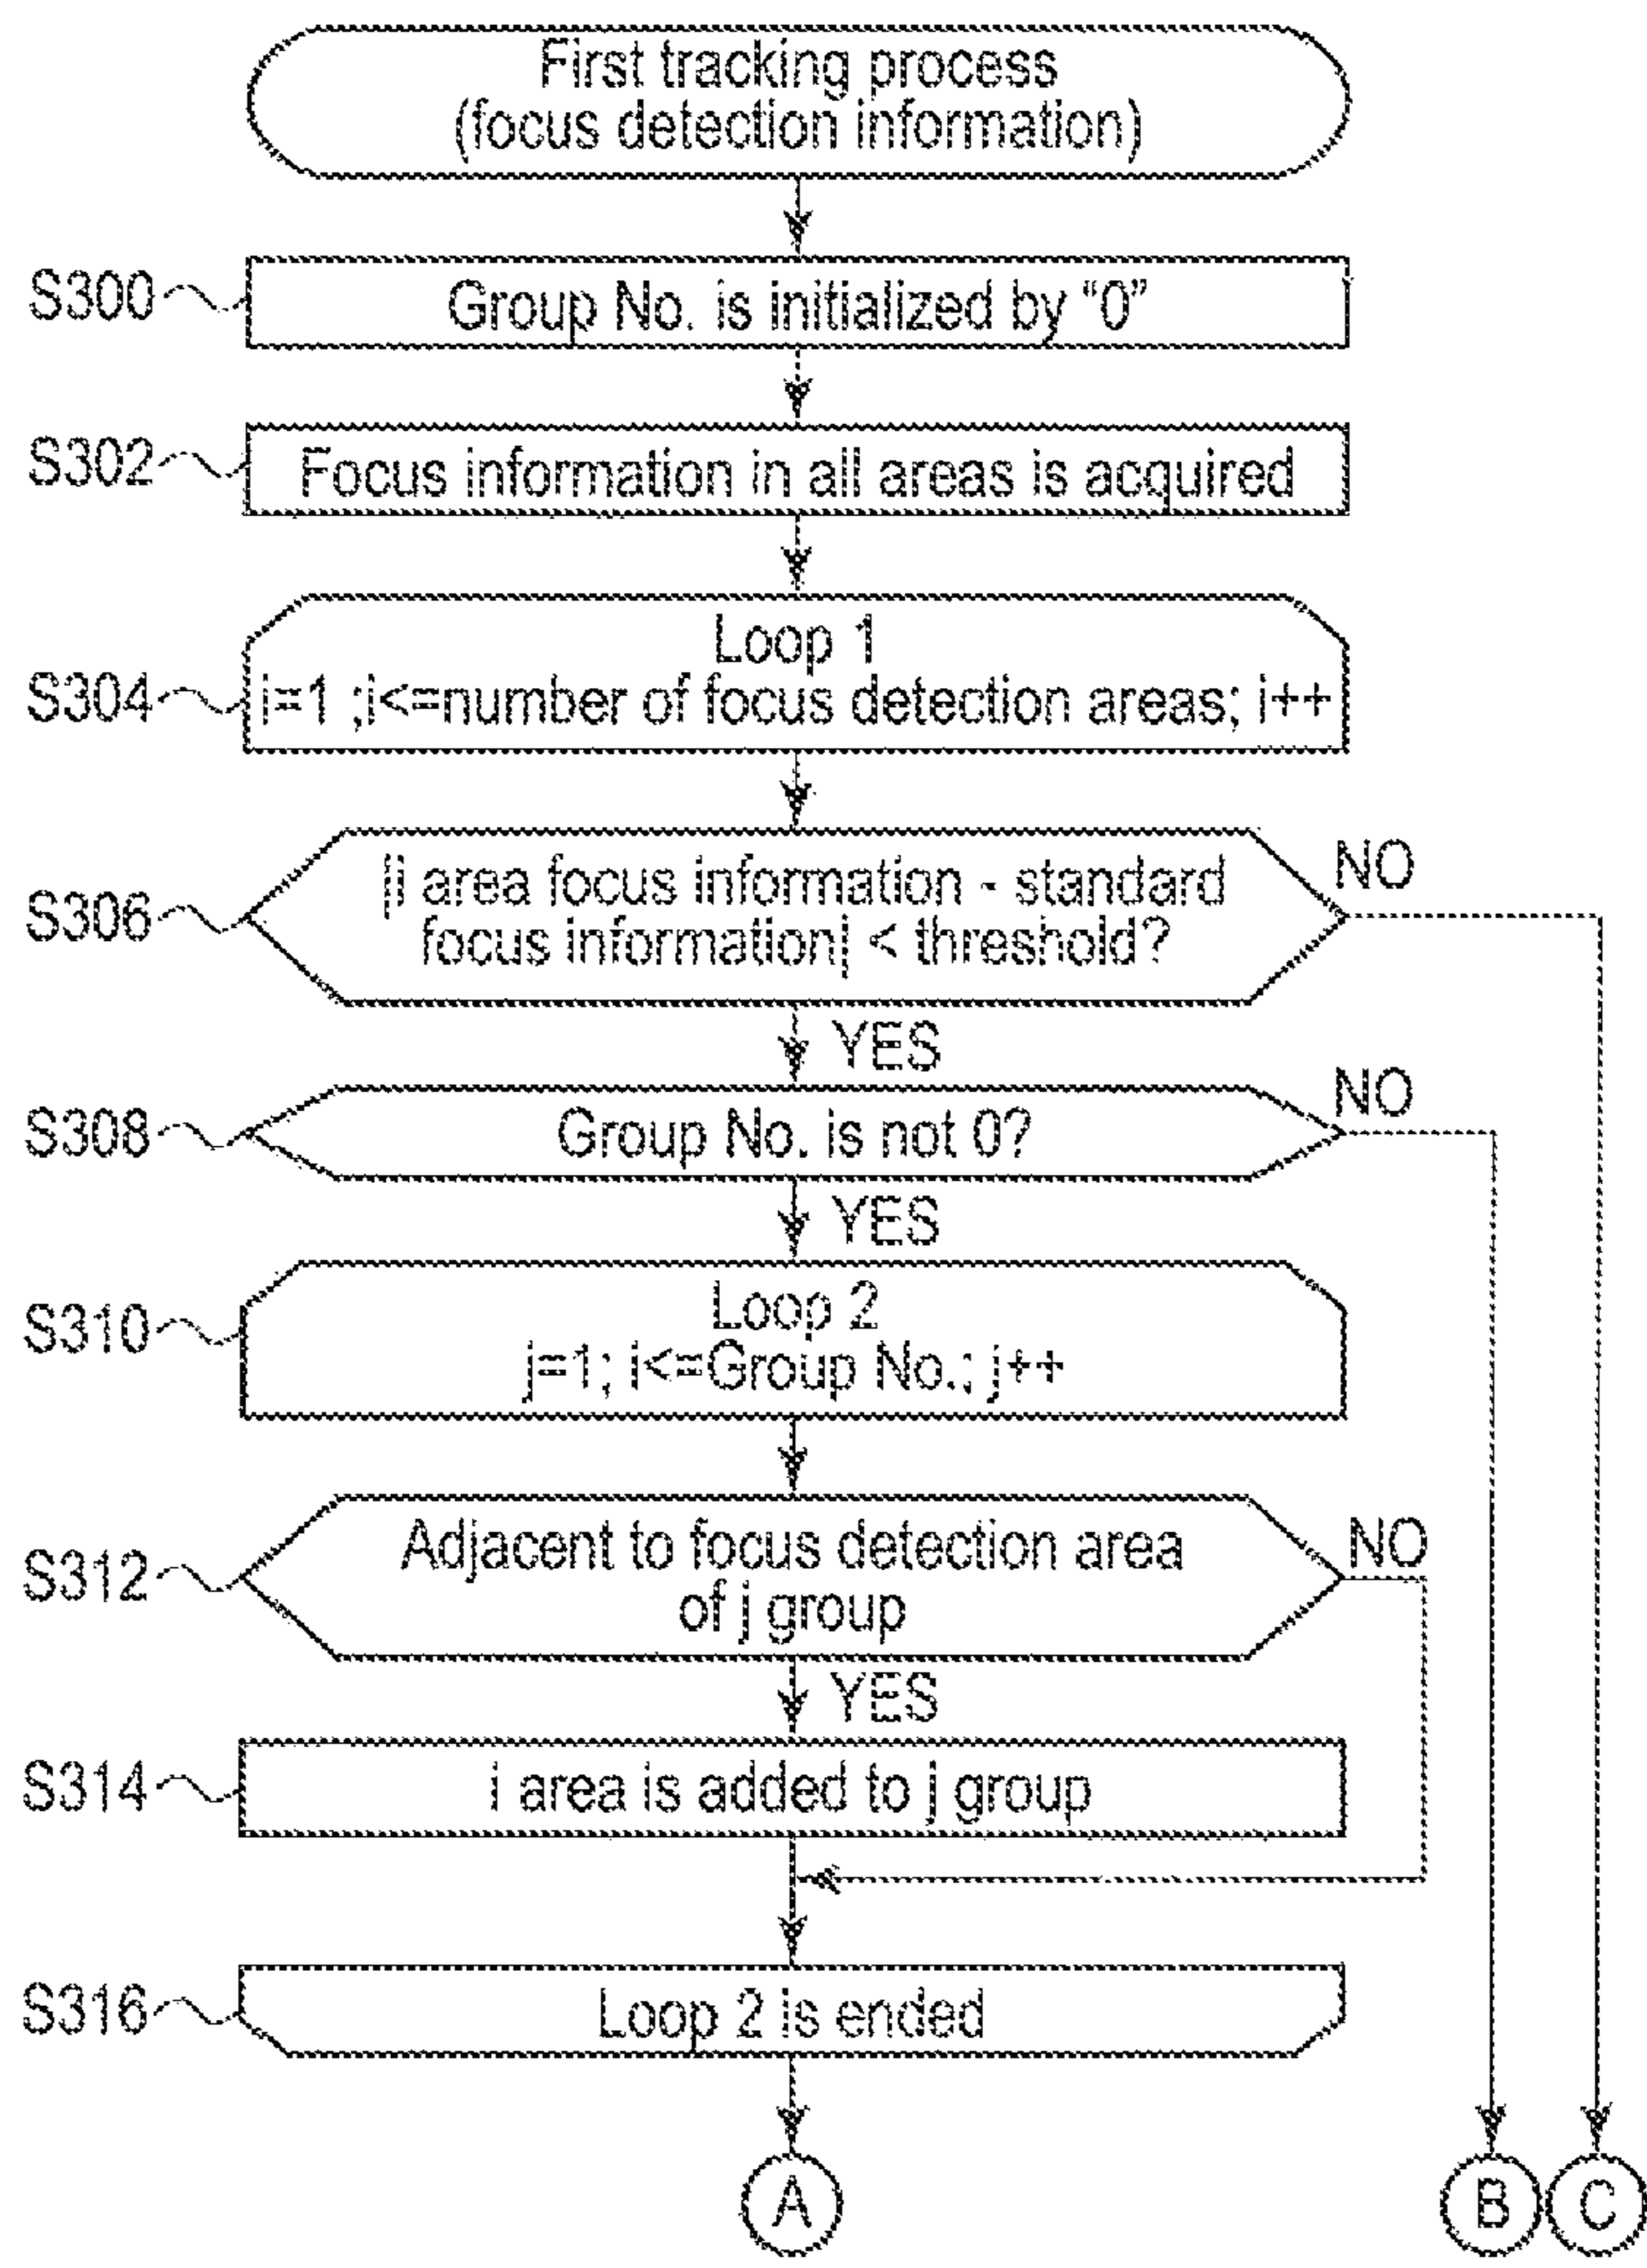 First tracking process
(focus detection information)
S300
Group No. is initialized by “0”
S302
Focus information in all areas is acquired
Loop 1
S304
i=1 ;i<=number of focus detection areas; i++
S306
|i area focus information - standard
focus information| < threshold?
NO
YES
S308
Group No. is not 0?
NO
YES
Loop 2
S310
j=1; i<=Group No.; j++
S312
Adjacent to focus detection area
of j group
NO
YES
S314
i area is added to j group
S316
Loop 2 is ended
A
B
C